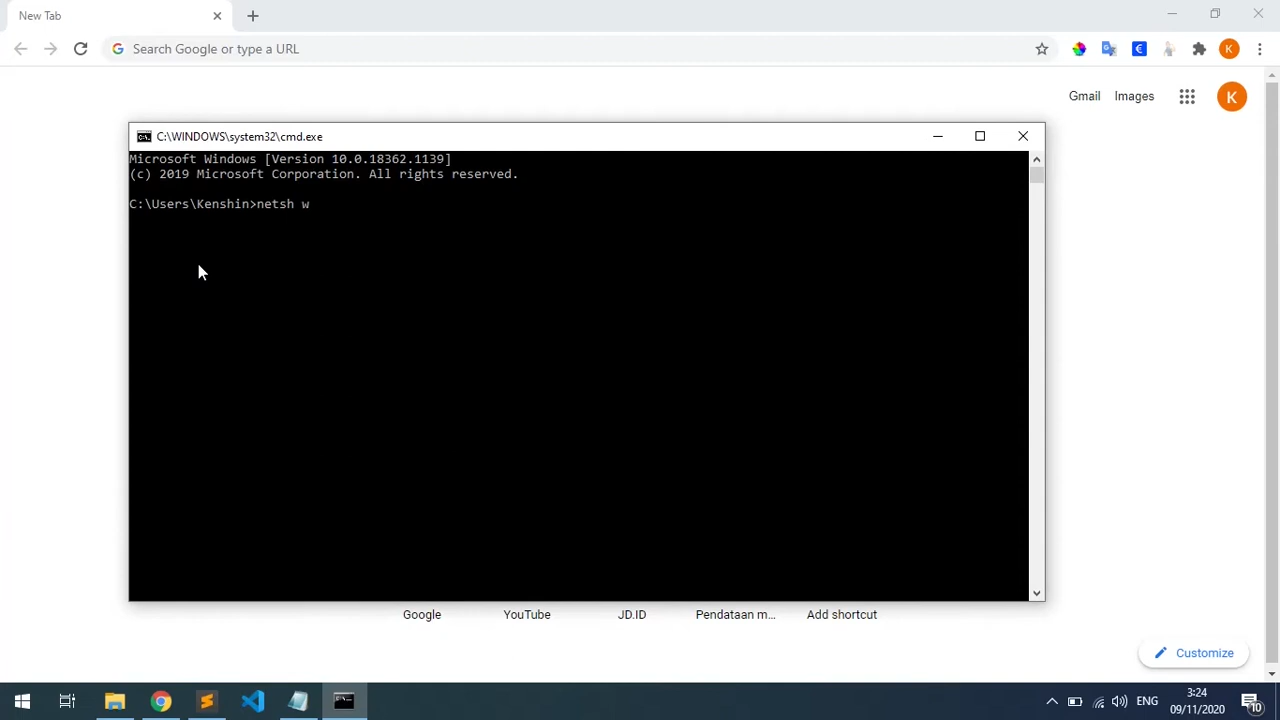 New Tab
Search Google or type a URL
K
Gmail
Images
K
C:\WINDOWS\system32\cmd.exe
Microsoft Windows [Version 10.0.18362.1139]
(c) 2019 Microsoft Corporation. All rights reserved.
C:\Users\Kenshin>netsh w
Google
YouTube
JD.ID
Pendataan m...
Add shortcut
Customize
ENG
3:24
09/11/2020
10